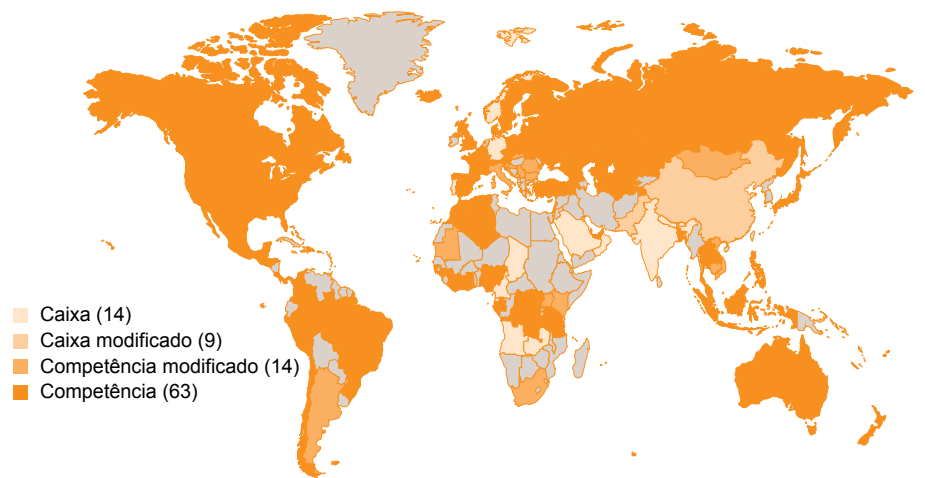 Caixa (14)
Caixa modificado (9)
Competência modificado (14)
Competência (63)